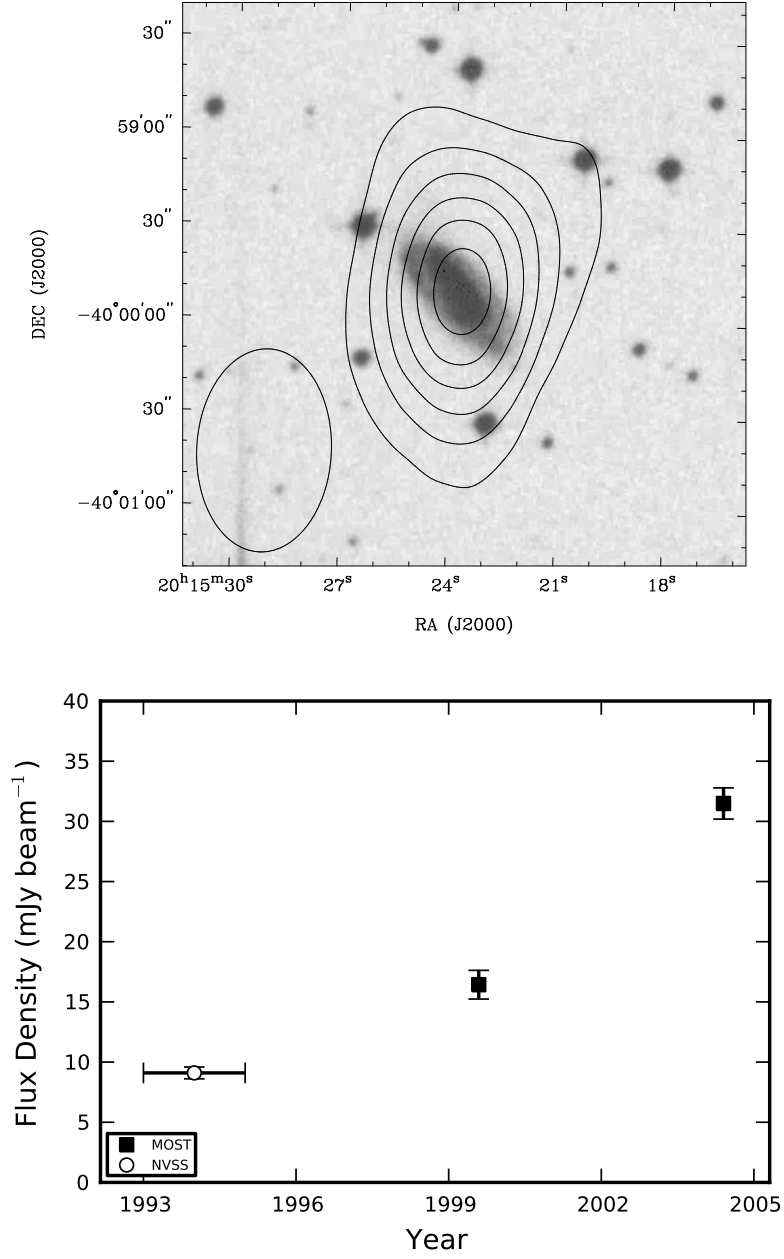 30″
59′00″
30″
DEC (J2000)
−40°00′00″
30″
−40°01′00″
20ʰ15ᵐ30ˢ 27ˢ 24ˢ 21ˢ 18ˢ
RA (J2000)
40
35
30
25
20
15
10
5
0
Flux Density (mJy beam⁻¹)
MOST
NVSS
1993 1996 1999 2002 2005
Year